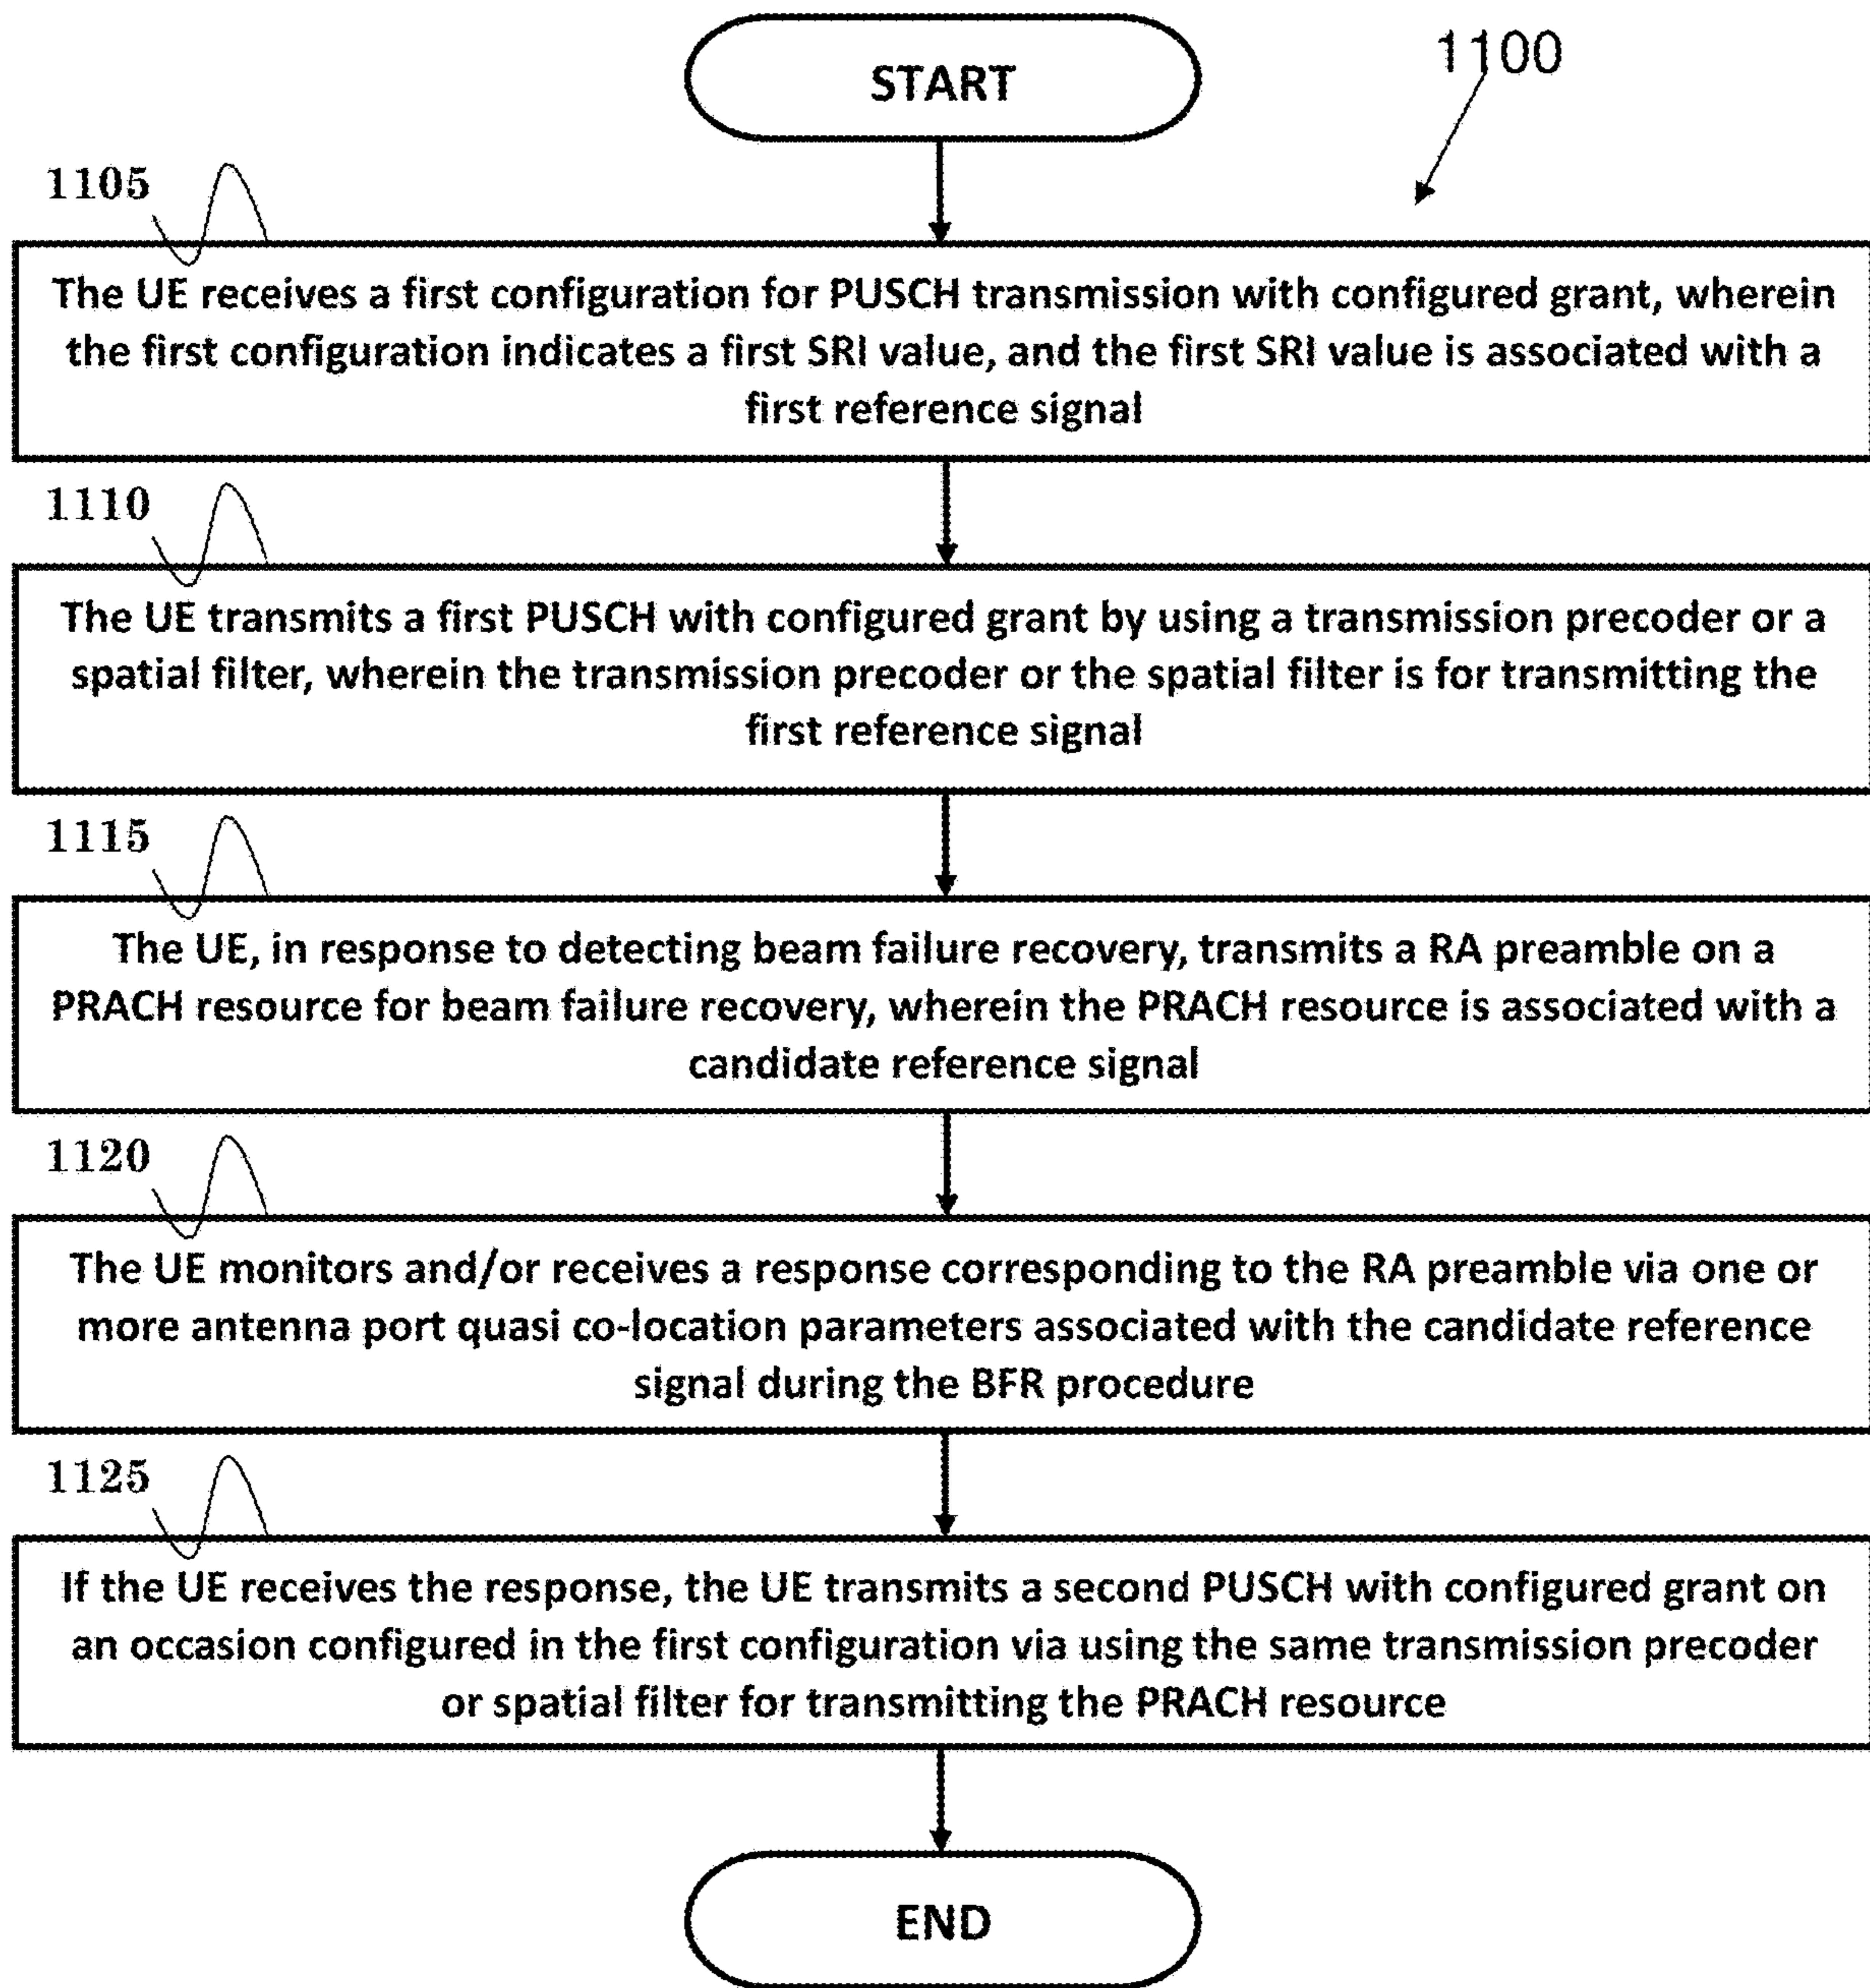 START
1100
1105
The UE receives a first configuration for PUSCH transmission with configured grant, wherein
the first configuration indicates a first SRI value, and the first SRI value is associated with a
first reference signal
1110
The UE transmits a first PUSCH with configured grant by using a transmission precoder or a
spatial filter, wherein the transmission precoder or the spatial filter is for transmitting the
first reference signal
1115
The UE, in response to detecting beam failure recovery, transmits a RA preamble on a
PRACH resource for beam failure recovery, wherein the PRACH resource is associated with a
candidate reference signal
1120
The UE monitors and/or receives a response corresponding to the RA preamble via one or
more antenna port quasi co-location parameters associated with the candidate reference
signal during the BFR procedure
1125
If the UE receives the response, the UE transmits a second PUSCH with configured grant on
an occasion configured in the first configuration via using the same transmission precoder
or spatial filter for transmitting the PRACH resource
END